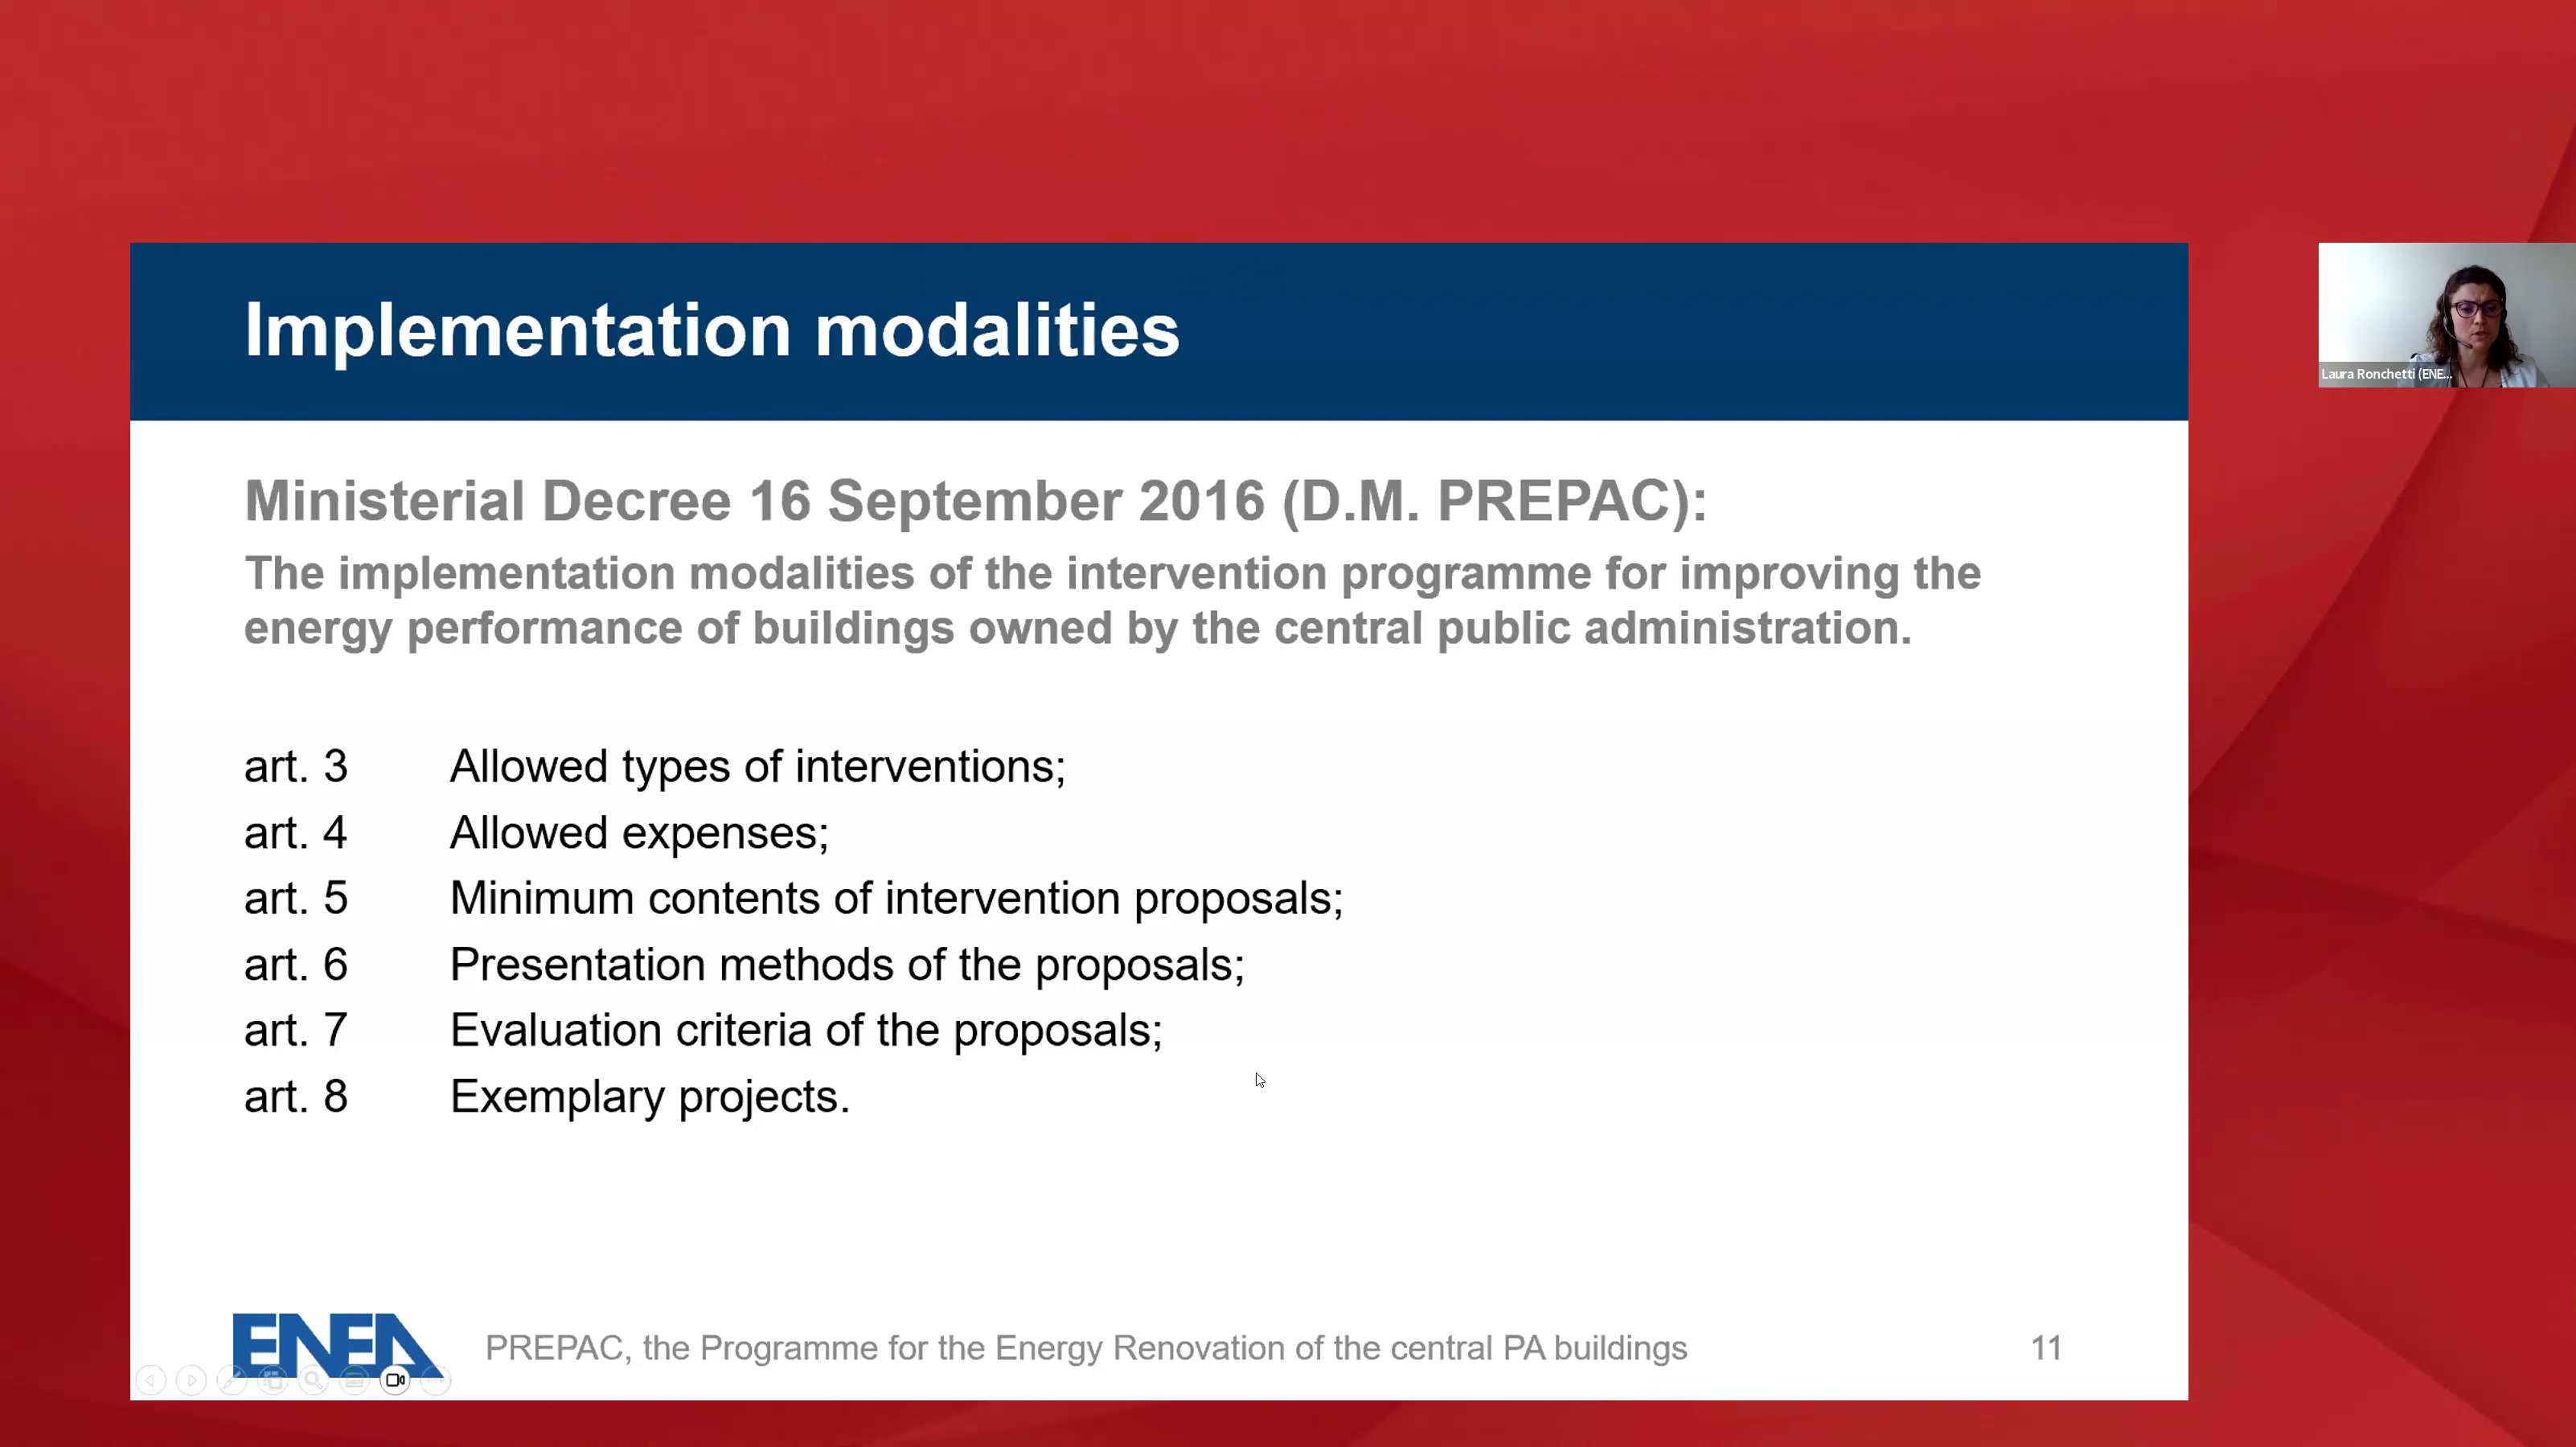 Implementation modalities
Laura Ronchetti (ENE...
Ministerial Decree 16 September 2016 (D.M. PREPAC):
The implementation modalities of the intervention programme for improving the
energy performance of buildings owned by the central public administration.
art. 3 Allowed types of interventions;
art. 4 Allowed expenses;
art. 5 Minimum contents of intervention proposals;
art. 6 Presentation methods of the proposals;
art. 7 Evaluation criteria of the proposals;
art. 8 Exemplary projects.
ENEA PREPAC, the Programme for the Energy Renovation of the central PA buildings 11